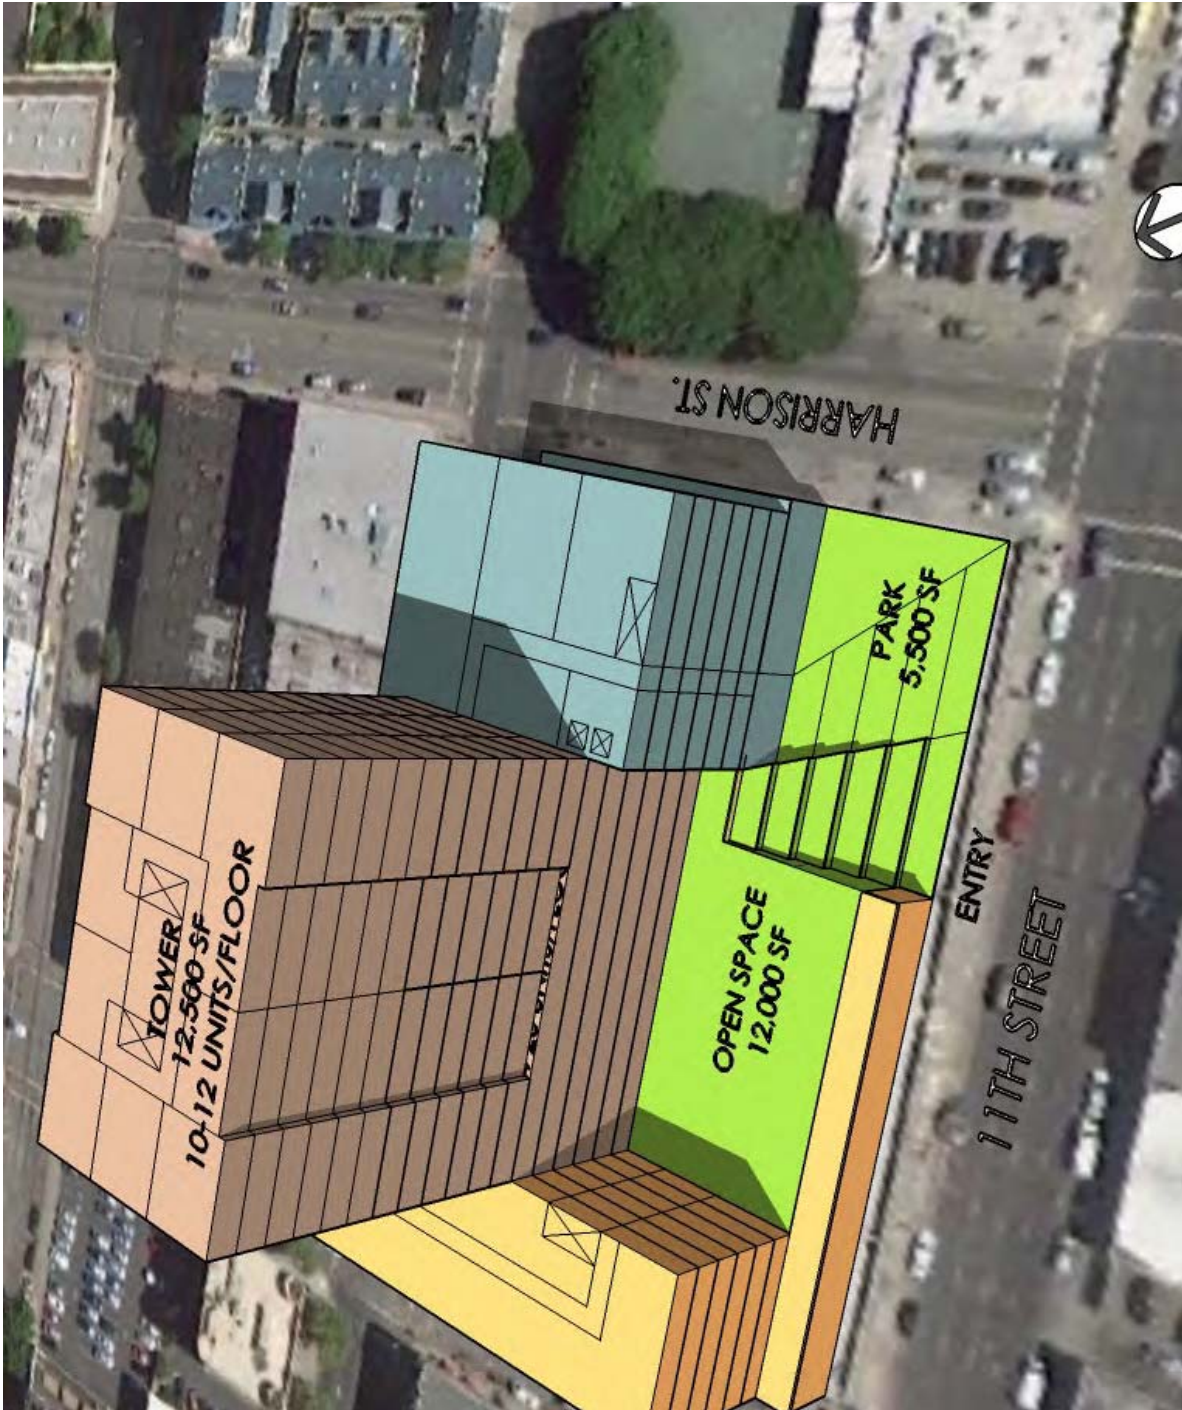 HARRISON ST.
PARK
5,500 SF
ENTRY
OPEN SPACE
12,000 SF
11TH STREET
TOWER
12,500 SF
10-12 UNITS/FLOOR